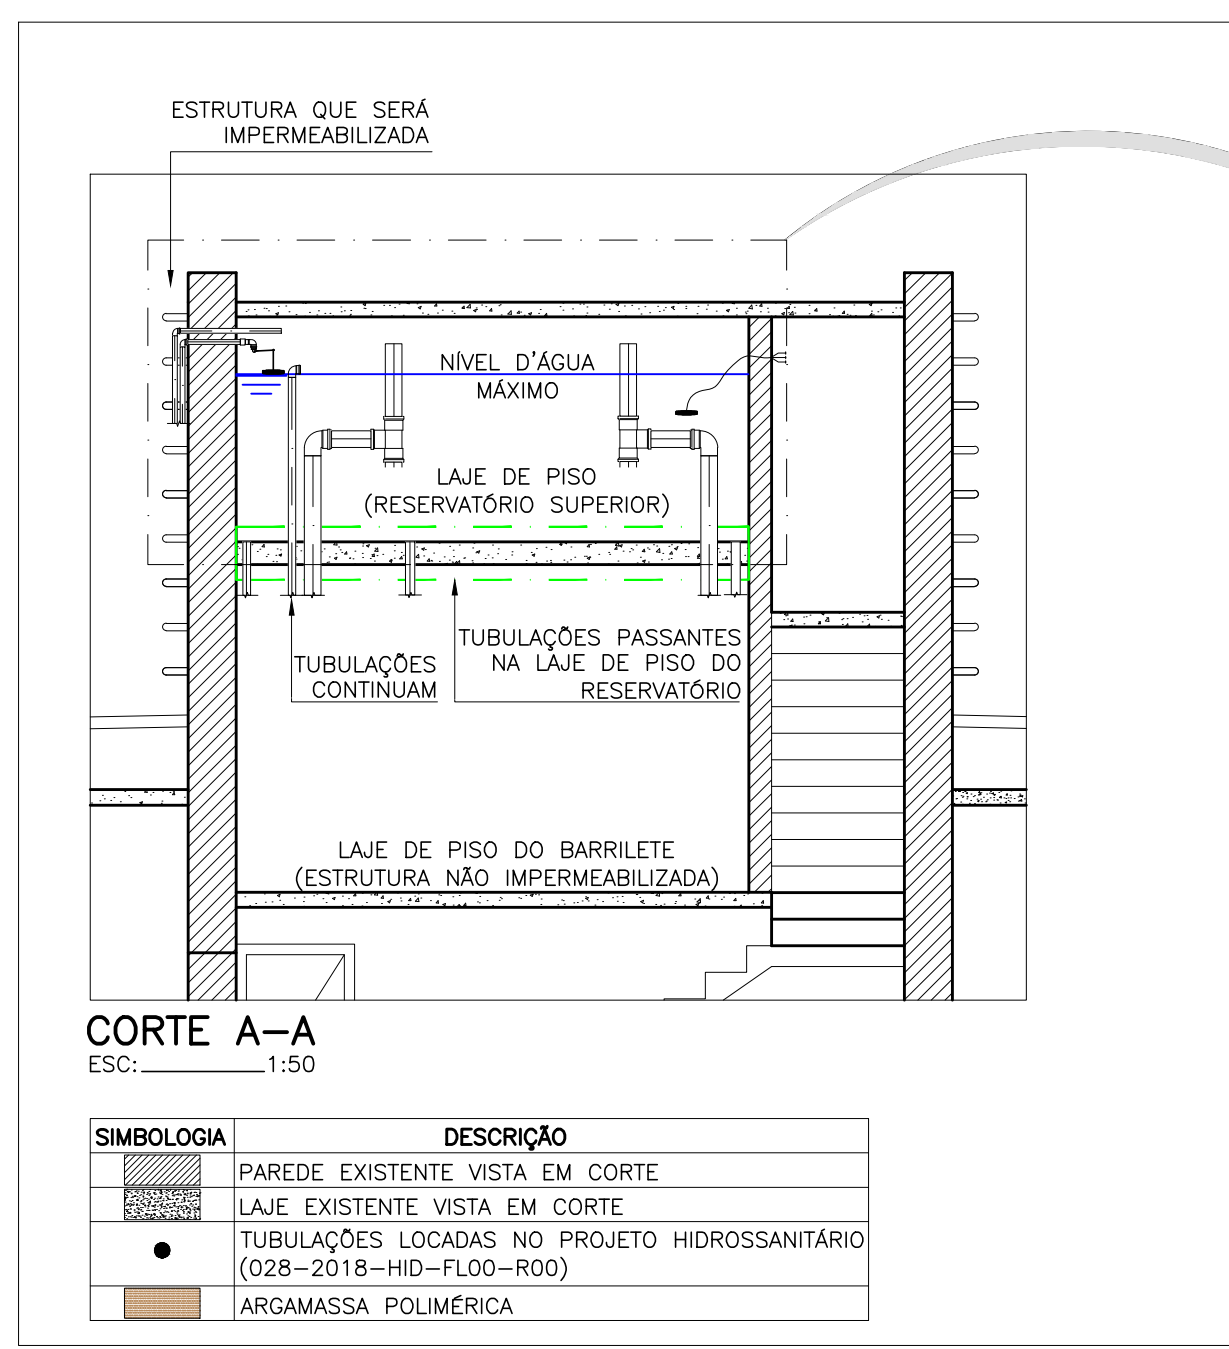 ESTRUTURA QUE SERÁ
IMPERMEABILIZADA
NÍVEL D'ÁGUA
MÁXIMO
LAJE DE PISO
(RESERVATÓRIO SUPERIOR)
TUBULAÇÕES
CONTINUAM
TUBULAÇÕES PASSANTES
NA LAJE DE PISO DO
RESERVATÓRIO
LAJE DE PISO DO BARRILETE
(ESTRUTURA NÃO IMPERMEABILIZADA)
CORTE A-A
ESC: 1:50
SIMBOLOGIA DESCRIÇÃO
PAREDE EXISTENTE VISTA EM CORTE
LAJE EXISTENTE VISTA EM CORTE
TUBULAÇÕES LOCADAS NO PROJETO HIDROSSANITÁRIO
(028-2018-HID-FL00-R00)
ARGAMASSA POLIMÉRICA